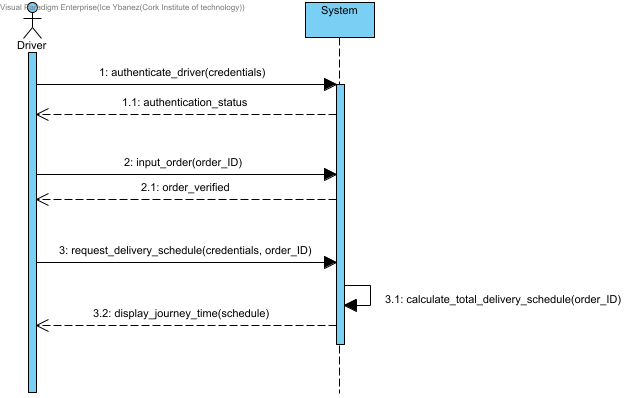 Visual Paradigm Enterprise(Ice Ybanez(Cork Institute of technology))
System
Driver
1: authenticate_driver(credentials)
1.1: authentication_status
2: input_order(order_ID)
2.1: order_verified
3: request_delivery_schedule(credentials, order_ID)
3.1: calculate_total_delivery_schedule(order_ID)
3.2: display_journey_time(schedule)